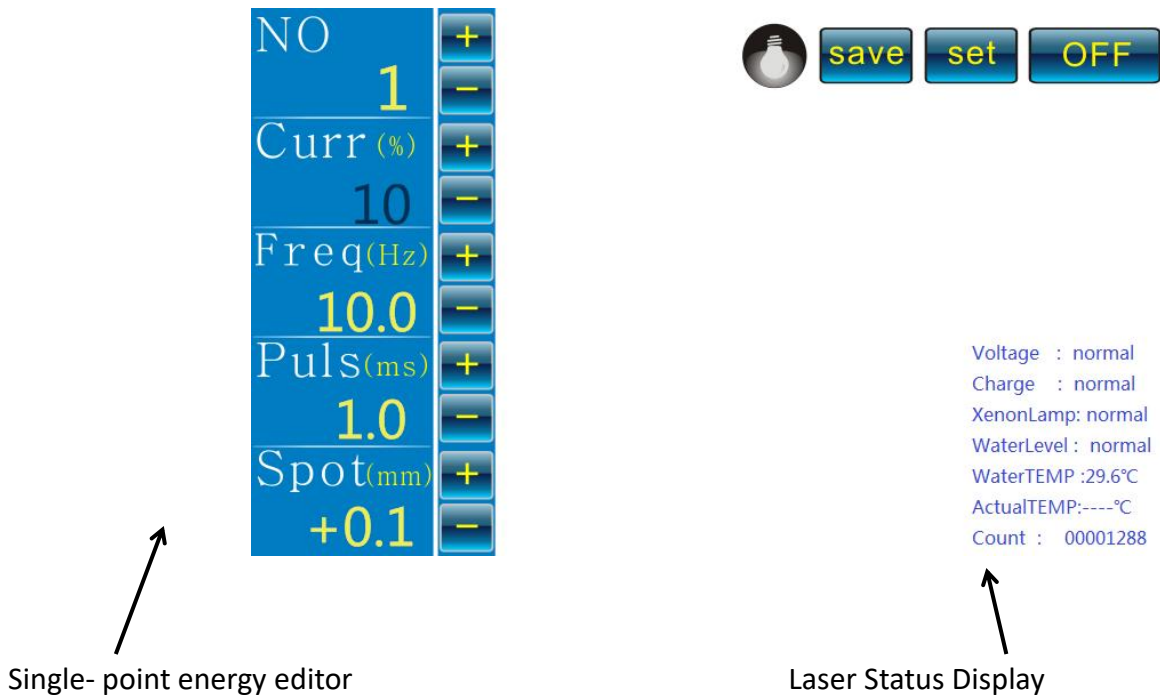 NO
+
1
−
Curr (%)
+
10
−
Freq(Hz)
+
10.0
−
Puls(ms)
+
1.0
−
Spot(mm)
+
+0.1
−
save set OFF
Voltage : normal
Charge : normal
XenonLamp: normal
WaterLevel : normal
WaterTEMP :29.6℃
ActualTEMP:----℃
Count : 00001288
Single- point energy editor
Laser Status Display